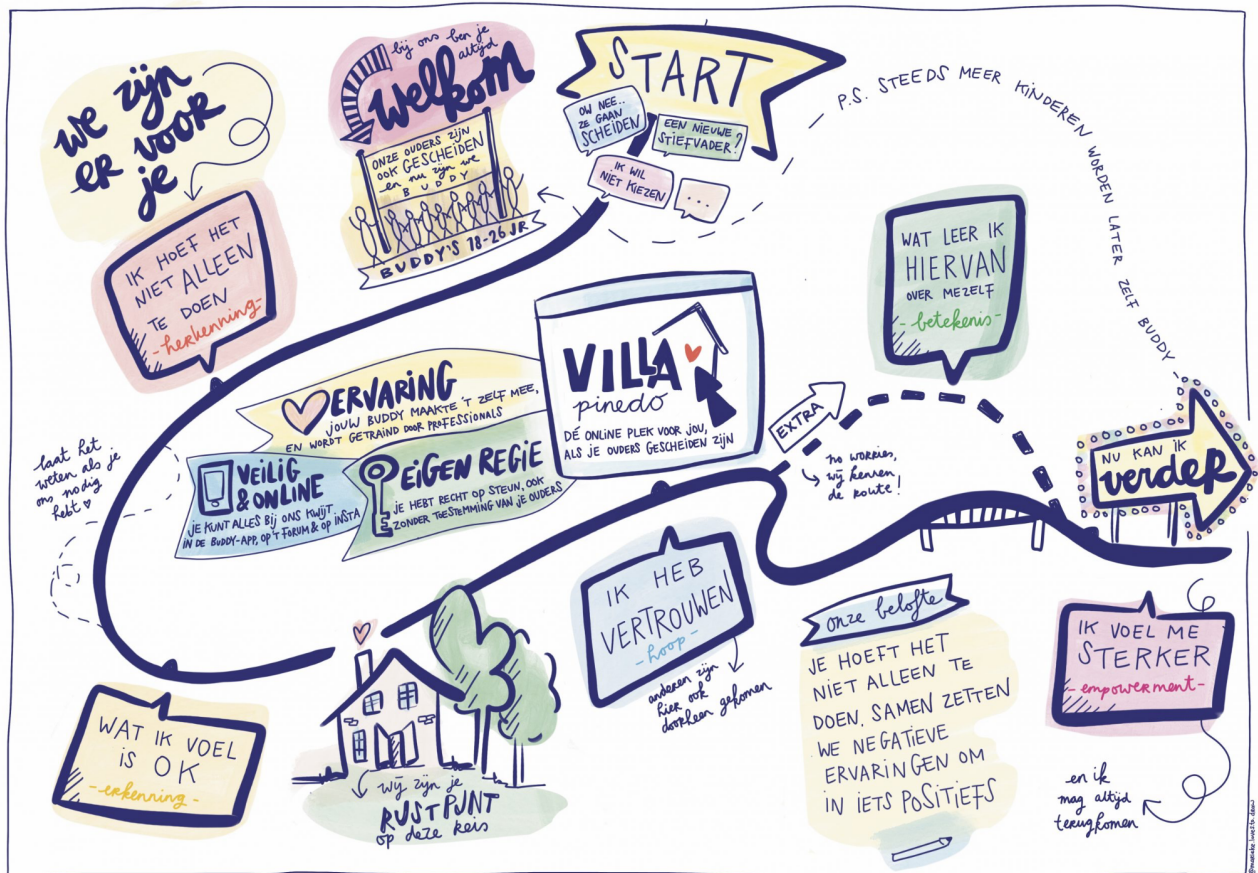 START
OW NEE..
ZE GAAN
SCHEIDEN
EEN NIEUWE
STIEFVADER?
IK WIL
NIET KIEZEN
...
bij ons ben je
altijd
welkom
ONZE OUDERS ZIJN
OOK GESCHEIDEN
en nu zijn we
BUDDY
BUDDY'S 18-26 JR
we zijn
er voor
je
IK HOEF HET
NIET ALLEEN
TE DOEN
-herkenning-
laat het
weten als je
ons nodig
hebt
WAT IK VOEL
iS OK
-erkenning-
wij zijn je
RUSTPUNT
op deze reis
VILLA
pinedo
DÉ ONLINE PLEK VOOR JOU,
ALS JE OUDERS GESCHEIDEN ZIJN
ERVARING
JOUW BUDDY MAAKTE 'T ZELF MEE,
EN WORDT GETRAIND DOOR PROFESSIONALS
VEILIG
& ONLINE
JE KUNT ALLES BIJ ONS KWIJT
IN DE BUDDY-APP, OP 'T FORUM & OP INSTA
EIGEN REGIE
JE HEBT RECHT OP STEUN, OOK
ZONDER TOESTEMMING VAN JE OUDERS
IK HEB
VERTROUWEN
-hoop-
anderen zijn
hier ook
doorheen gekomen
EXTRA
no worries,
wij kennen
de route!
WAT LEER IK
HIERVAN
OVER MEZELF
-betekenis-
onze belofte
JE HOEFT HET
NIET ALLEEN TE
DOEN. SAMEN ZETTEN
WE NEGATIEVE
ERVARINGEN OM
IN IETS POSITIEFS
NU KAN IK
verder
IK VOEL ME
STERKER
-empowerment-
en ik
mag altijd
terugkomen
P.S. STEEDS MEER KINDEREN WORDEN LATER ZELF BUDDY